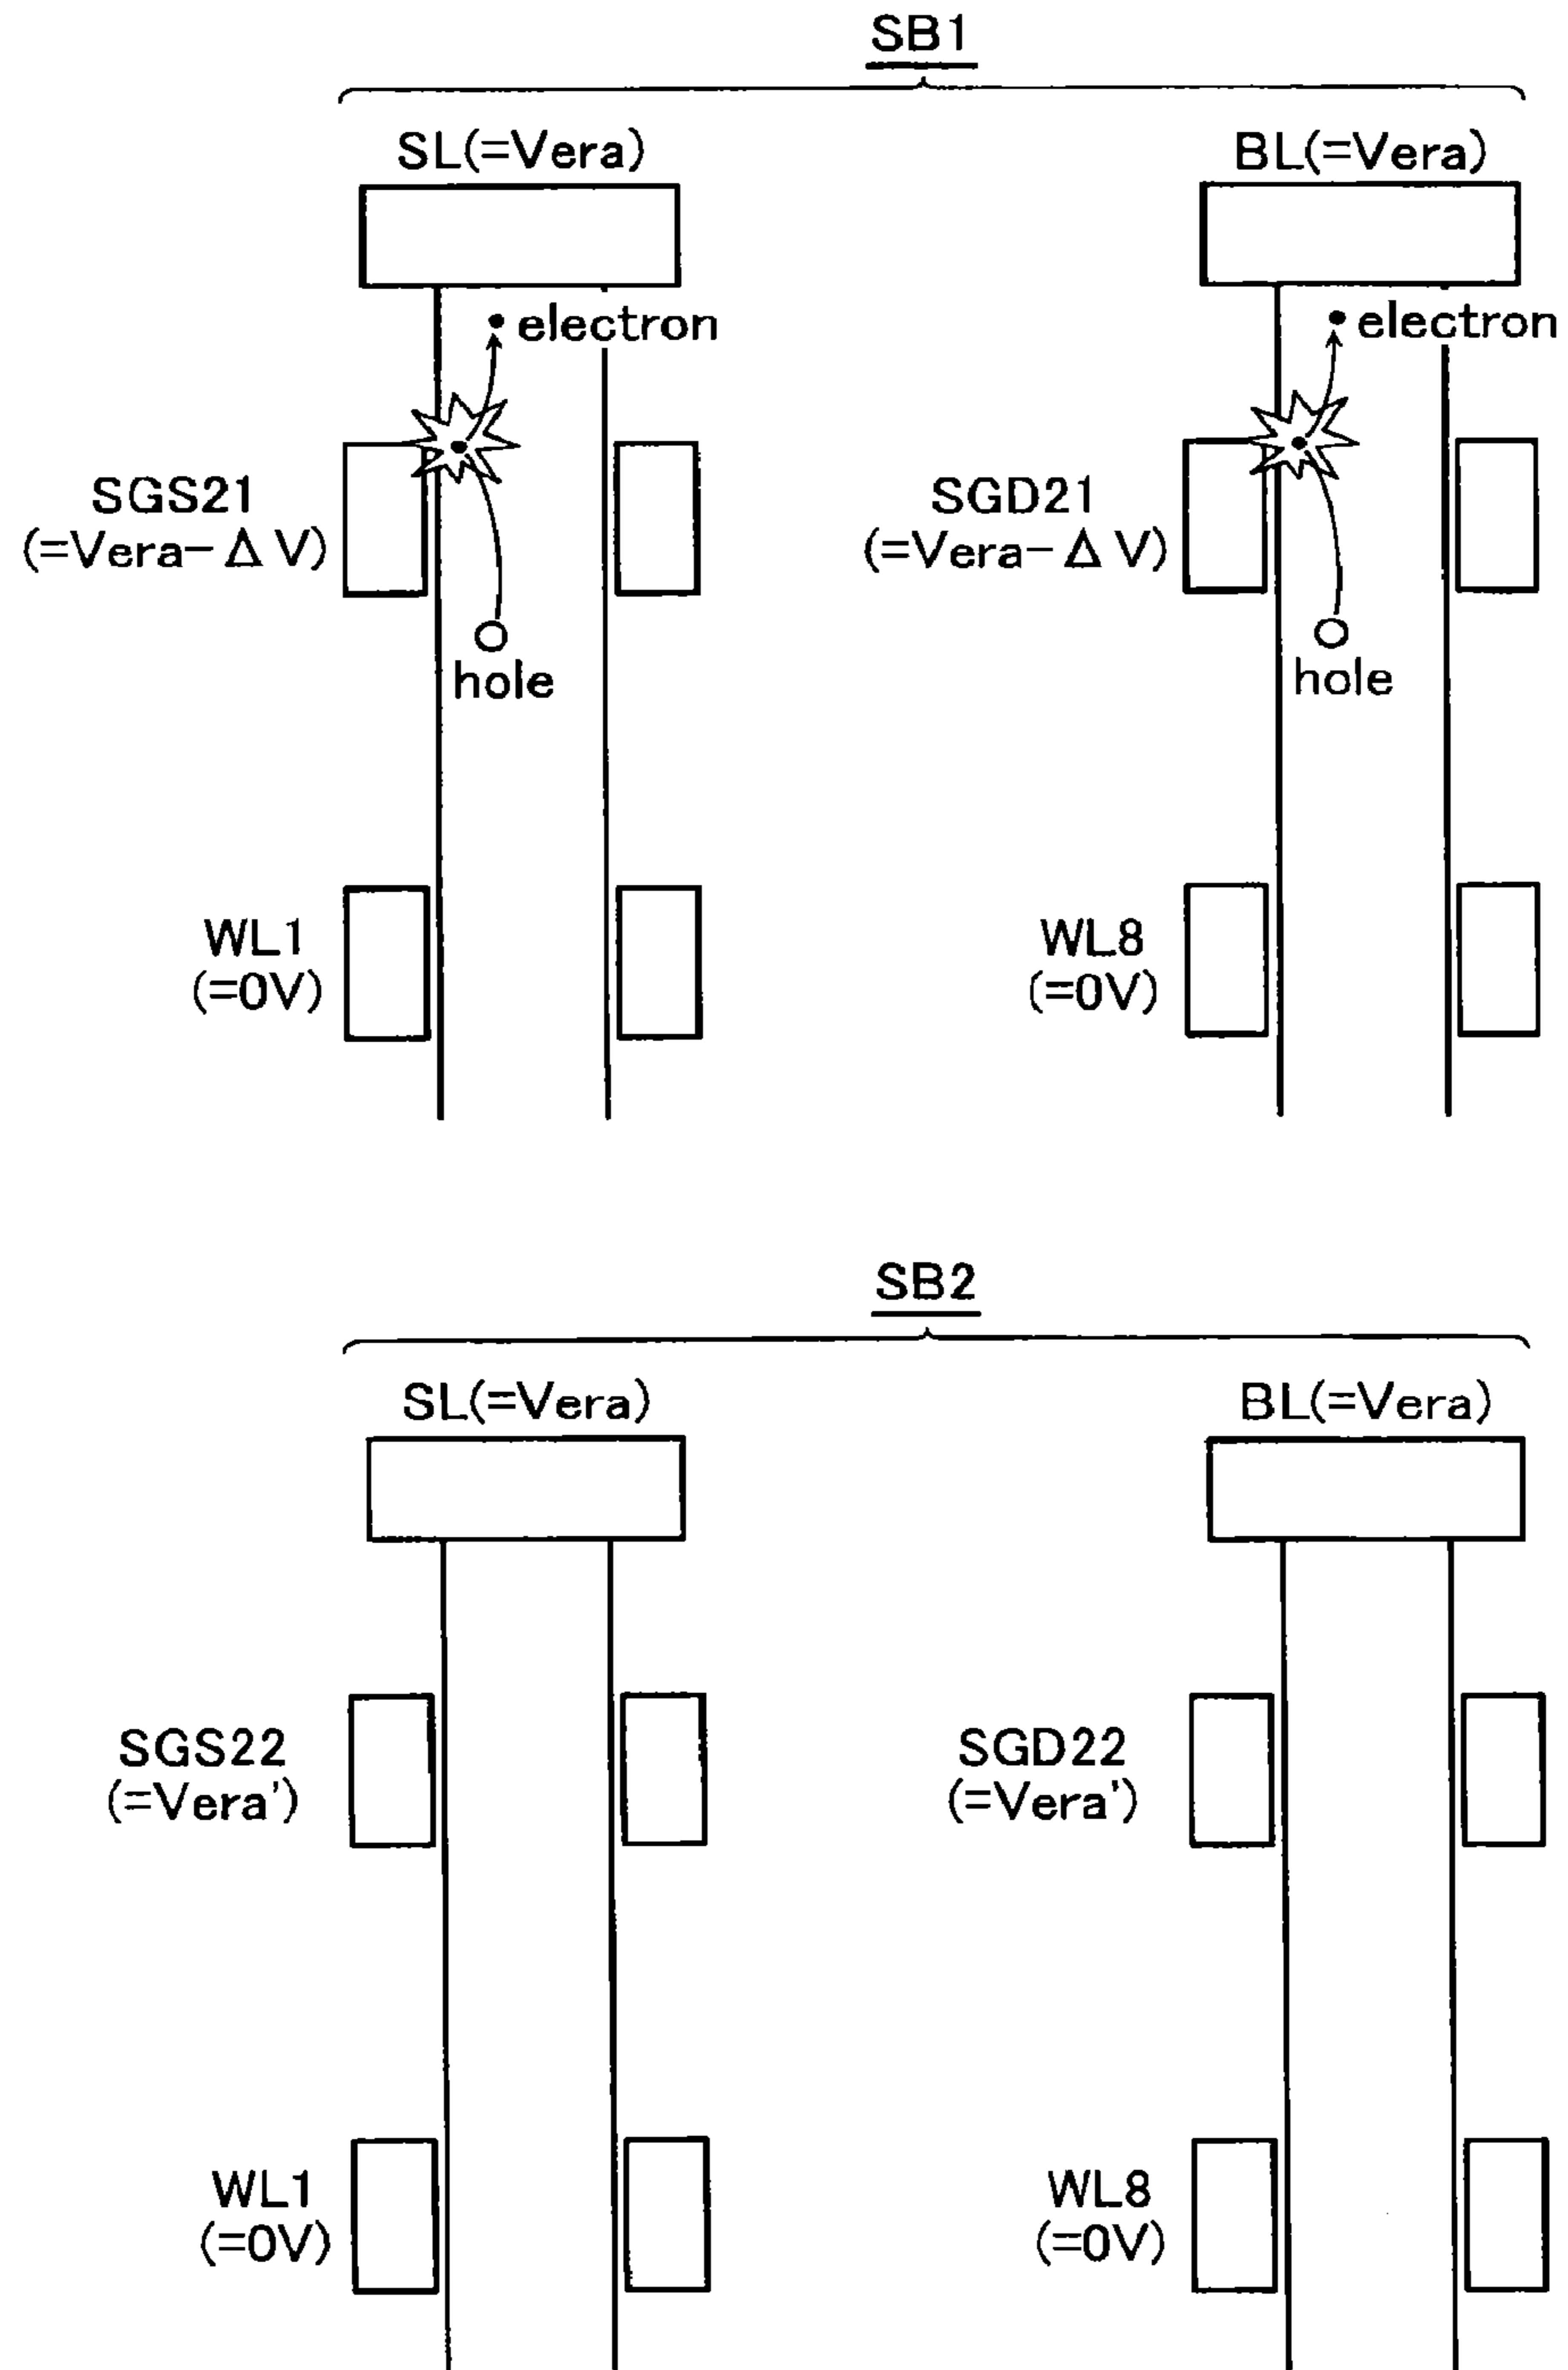 SB1
SL(=Vera)
BL(=Vera)
electron
electron
SGS21
(=Vera-ΔV)
SGD21
(=Vera-ΔV)
hole
hole
WL1
(=0V)
WL8
(=0V)
SB2
SL(=Vera)
BL(=Vera)
SGS22
(=Vera')
SGD22
(=Vera')
WL1
(=0V)
WL8
(=0V)